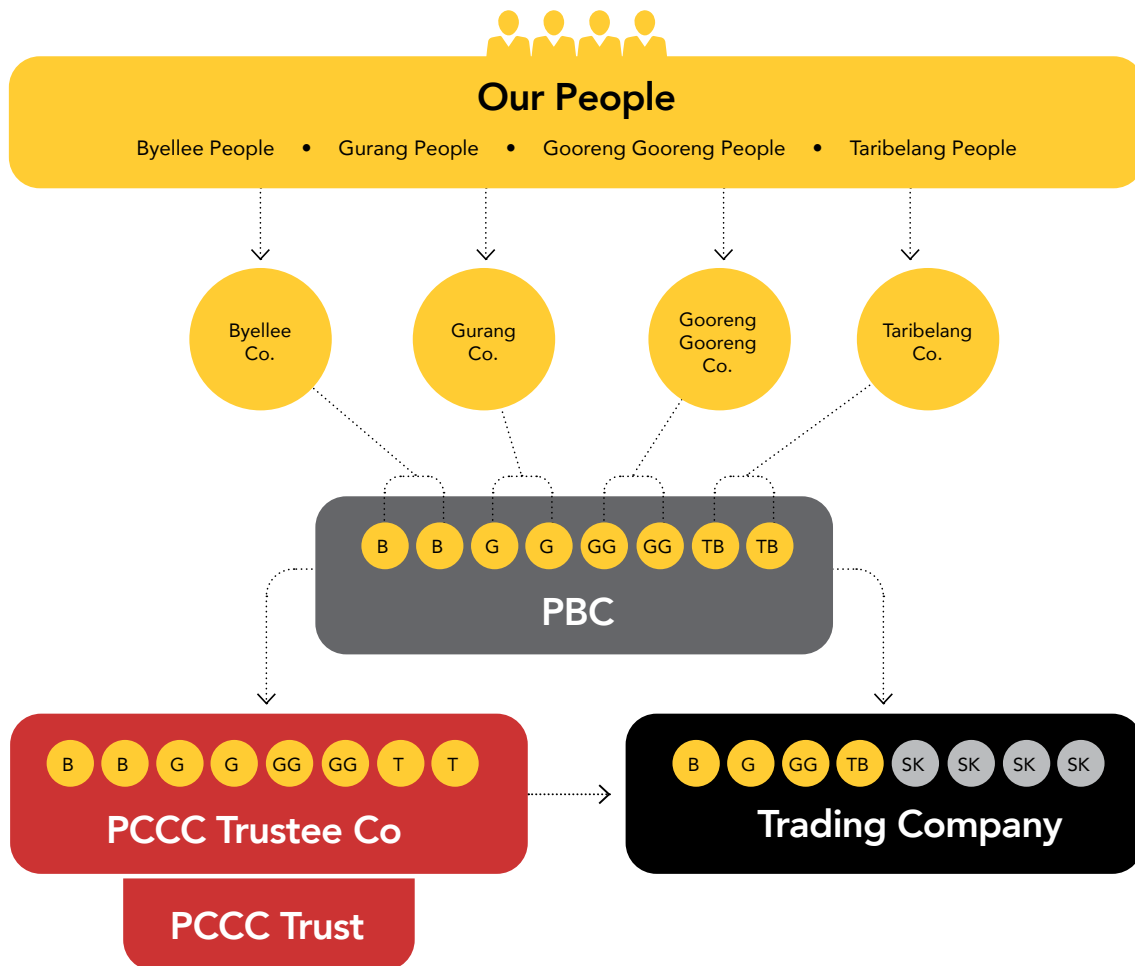 Our People
Byellee People • Gurang People • Gooreng Gooreng People • Taribelang People
Byellee
Co.
Gurang
Co.
Gooreng
Gooreng
Co.
Taribelang
Co.
B B G G GG GG TB TB
PBC
B B G G GG GG T T
PCCC Trustee Co
PCCC Trust
B G GG TB SK SK SK SK
Trading Company